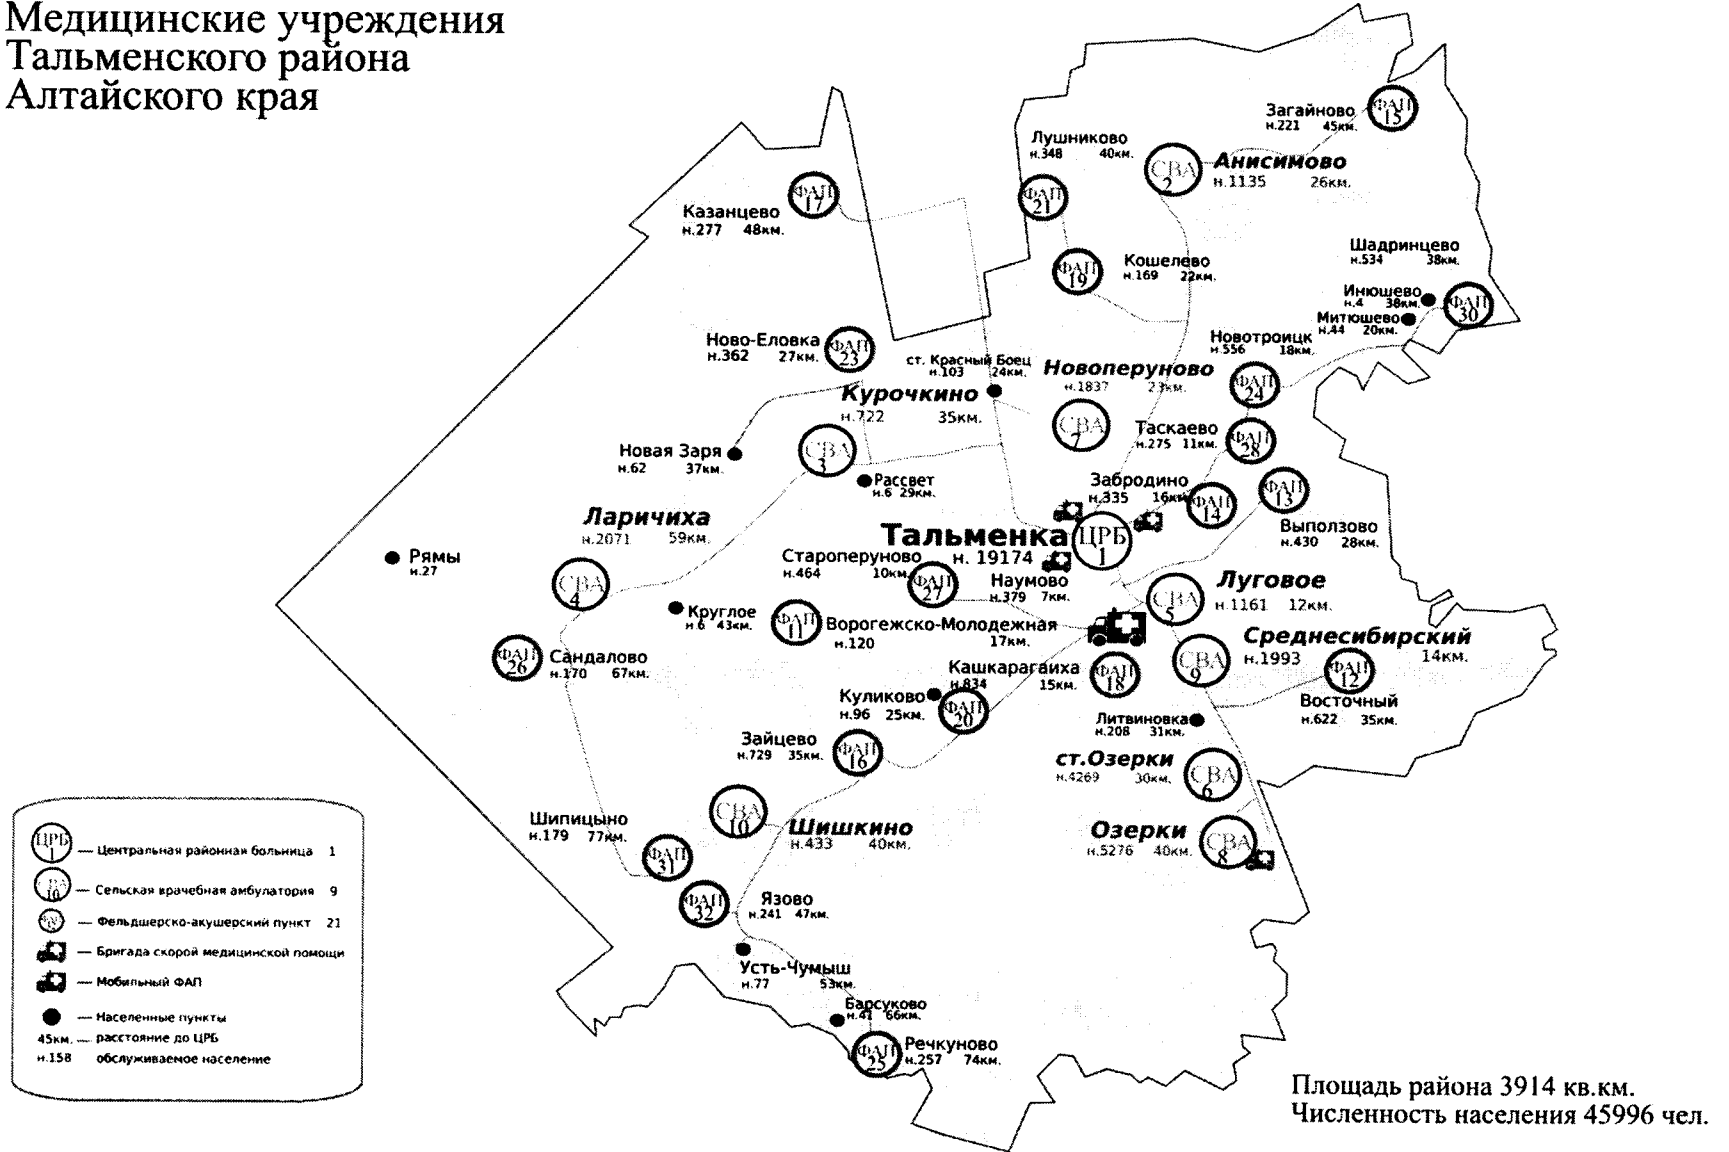 Медицинские учреждения
Тальменского района
Алтайского края
Загайново
н.221 45км.
ФАП
15
Лушниково
н.348 40км.
ФАП
21
СВА
2
Анисимово
н.1135 26км.
Казанцево
н.277 48км.
ФАП
17
Кошелево
н.169 22км.
ФАП
19
Шадринцево
н.534 38км.
Инюшево
н.4 38км.
Митюшево
н.44 20км.
ФАП
30
Ново-Еловка
н.362 27км.
ФАП
23
ст. Красный Боец
н.103 24км.
Новоперуново
н.1837 23км.
СВА
7
Новотроицк
н.556 18км.
ФАП
24
Курочкино
н.722 35км.
СВА
3
Таскаево
н.275 11км.
ФАП
28
Новая Заря
н.62 37км.
Рассвет
н.6 29км.
Забродино
н.335 16км
ФАП
14
ФАП
13
Выползово
н.430 28км.
Ларичиха
н.2071 59км.
СВА
4
Тальменка
н. 19174
ЦРБ
1
Рямы
н.27
Староперуново
н.464 10км.
ФАП
27
Наумово
н.379 7км.
Луговое
н.1161 12км.
СВА
5
Круглое
н.6 43км.
ФАП
11
Ворогежско-Молодежная
н.120 17км.
Среднесибирский
н.1993 14км.
СВА
9
ФАП
26
Сандалово
н.170 67км.
Кашкарагаиха
н.834 15км.
ФАП
18
ФАП
12
Восточный
н.622 35км.
Куликово
н.96 25км.
ФАП
20
Литвиновка
н.208 31км.
Зайцево
н.729 35км.
ФАП
16
ст.Озерки
н.4269 30км.
СВА
6
Шипицыно
н.179 77км.
ФАП
31
СВА
10
Шишкино
н.433 40км.
Озерки
н.5276 40км.
СВА
8
ФАП
32
Язово
н.241 47км.
Усть-Чумыш
н.77 53км.
Барсуково
н.41 66км.
ФАП
25
Речкуново
н.257 74км.
ЦРБ
1
— Центральная районная больница 1
СВА
10
— Сельская врачебная амбулатория 9
— Фельдшерско-акушерский пункт 21
— Бригада скорой медицинской помощи
— Мобильный ФАП
— Населенные пункты
45км. — расстояние до ЦРБ
н.158 обслуживаемое население
Площадь района 3914 кв.км.
Численность населения 45996 чел.